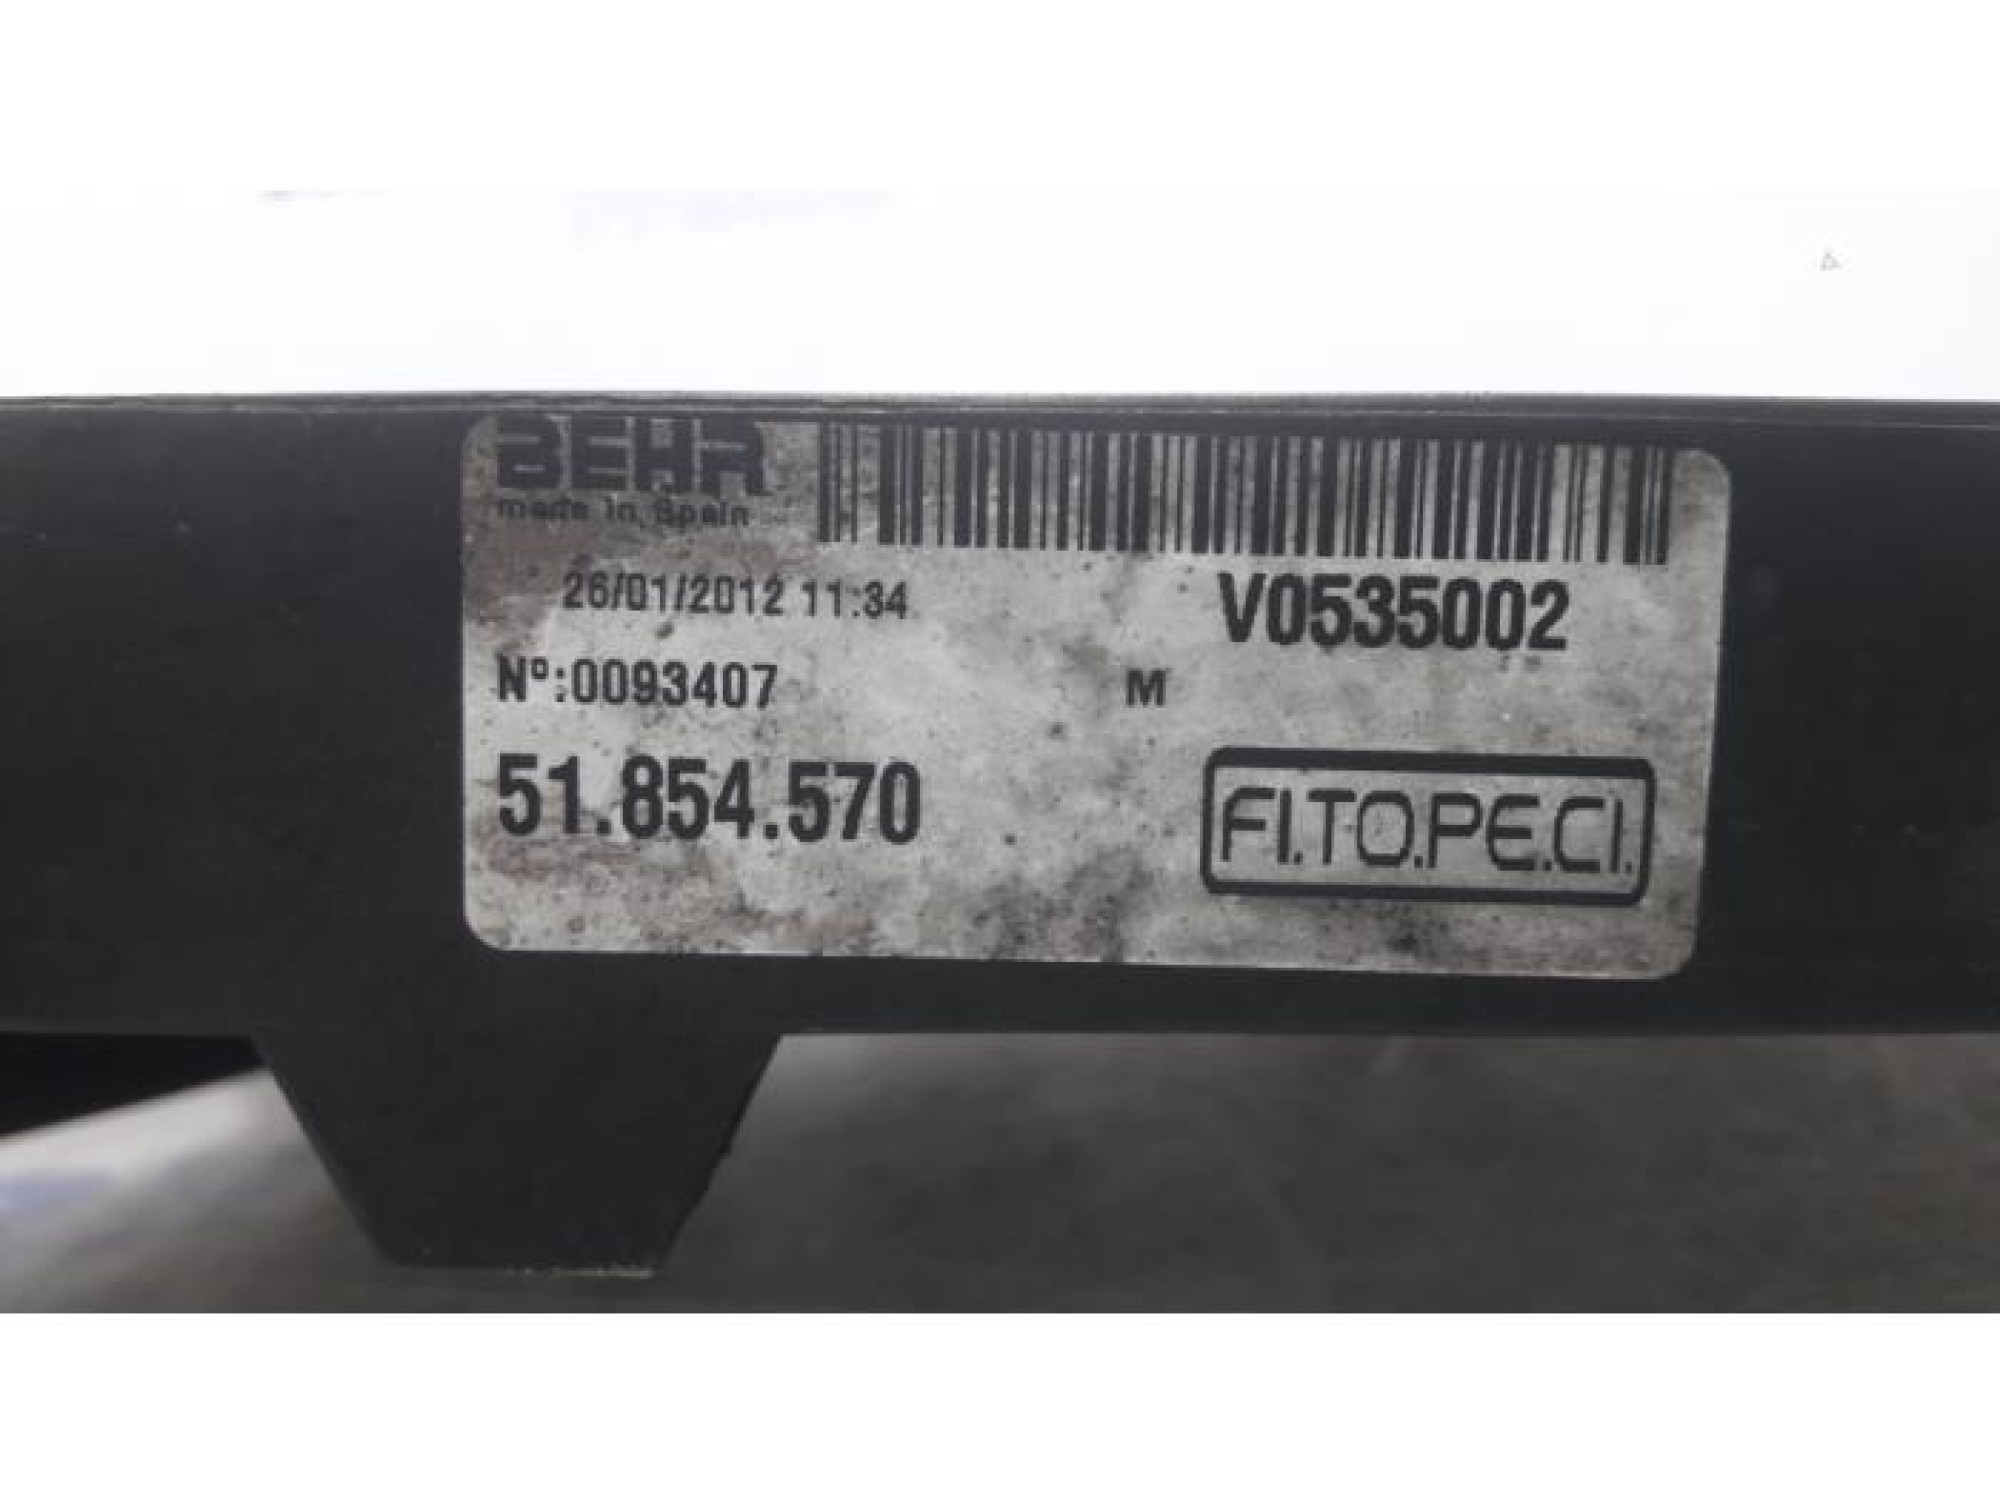 BEHR
made in Spain
26/01/2012 11:34
V0535002
Nº:0093407
M
51.854.570
FI.TO.PE.CI.